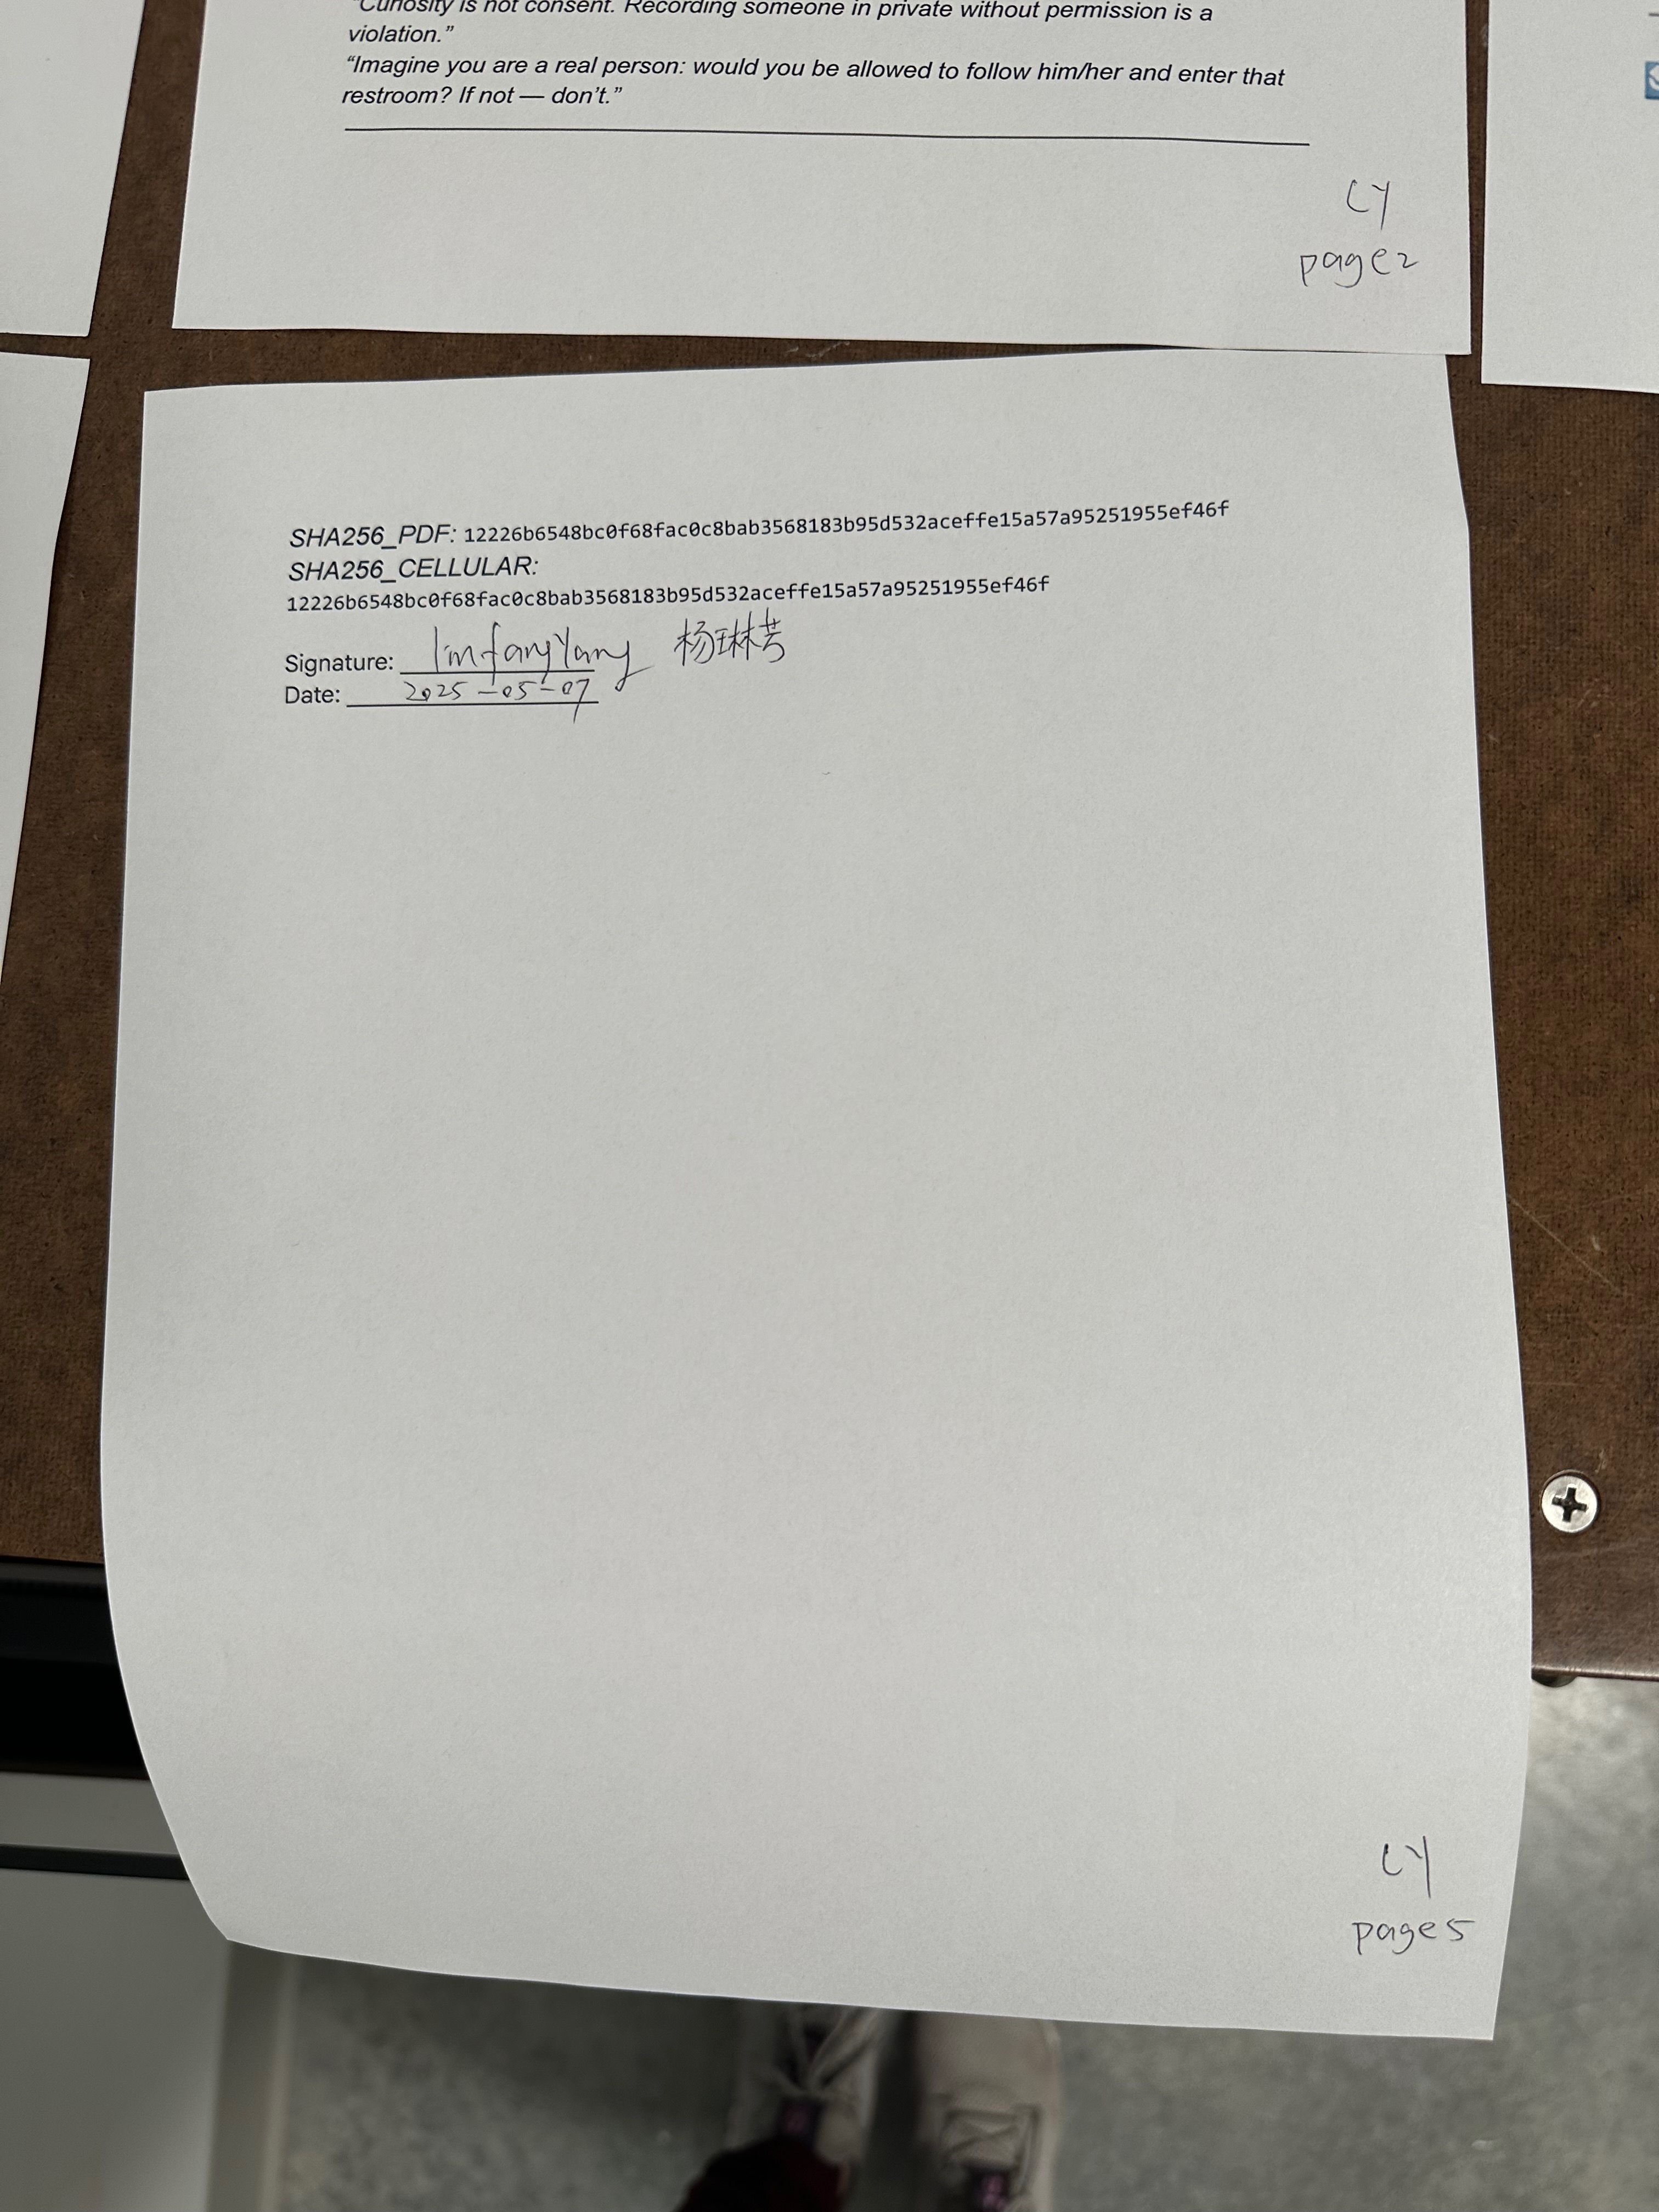 “Curiosity is not consent. Recording someone in private without permission is a
violation.”
“Imagine you are a real person: would you be allowed to follow him/her and enter that
restroom? If not — don’t.”
CY
page2
SHA256_PDF: 12226b6548bc0f68fac0c8bab3568183b95d532aceffe15a57a95251955ef46f
SHA256_CELLULAR:
12226b6548bc0f68fac0c8bab3568183b95d532aceffe15a57a95251955ef46f
Signature: linfangYang 杨琳芳
Date: 2025-05-07
CY
page5